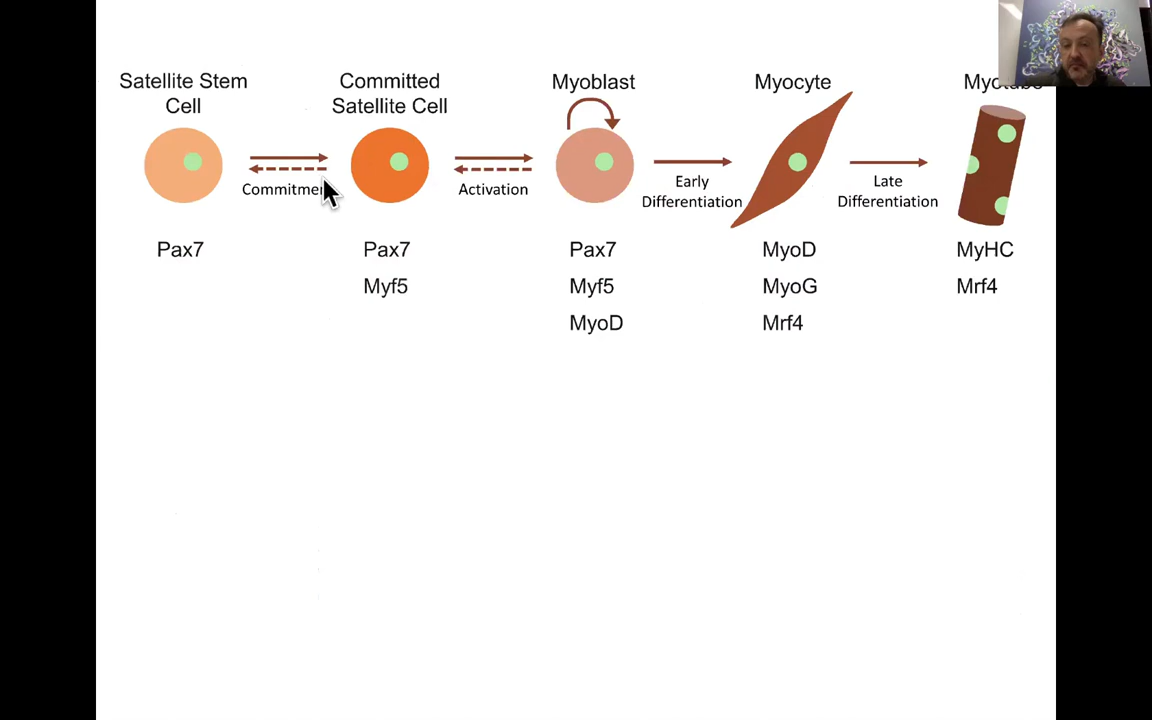 Satellite Stem
Cell
Committed
Satellite Cell
Myoblast
Myocyte
Commitmen
Activation
Early
Differentiation
Late
Differentiation
Pax7
Pax7
Pax7
MyoD
MyHC
Myf5
Myf5
MyoG
Mrf4
MyoD
Mrf4